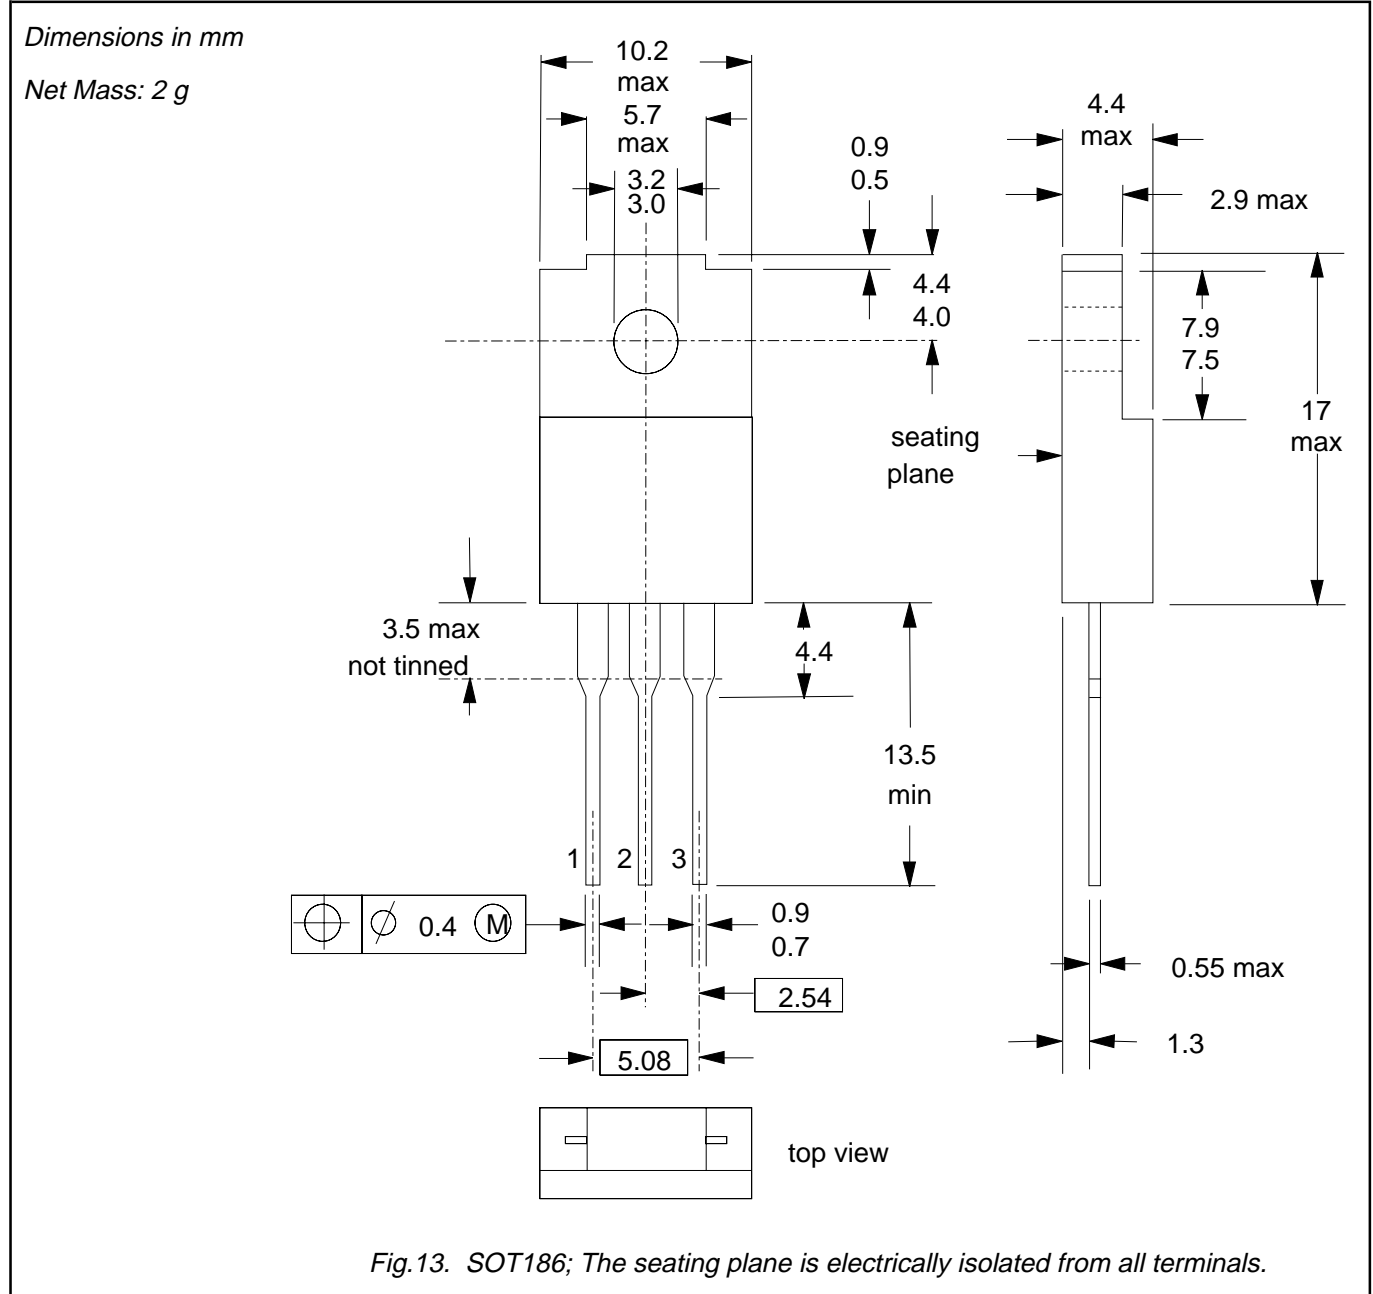 Dimensions in mm
Net Mass: 2 g
10.2
max
5.7
max
3.2
3.0
0.9
0.5
4.4
4.0
4.4
max
2.9 max
7.9
7.5
17
max
seating
plane
3.5 max
not tinned
4.4
13.5
min
1 2 3
0.4 M
0.9
0.7
2.54
5.08
0.55 max
1.3
top view
Fig.13. SOT186; The seating plane is electrically isolated from all terminals.